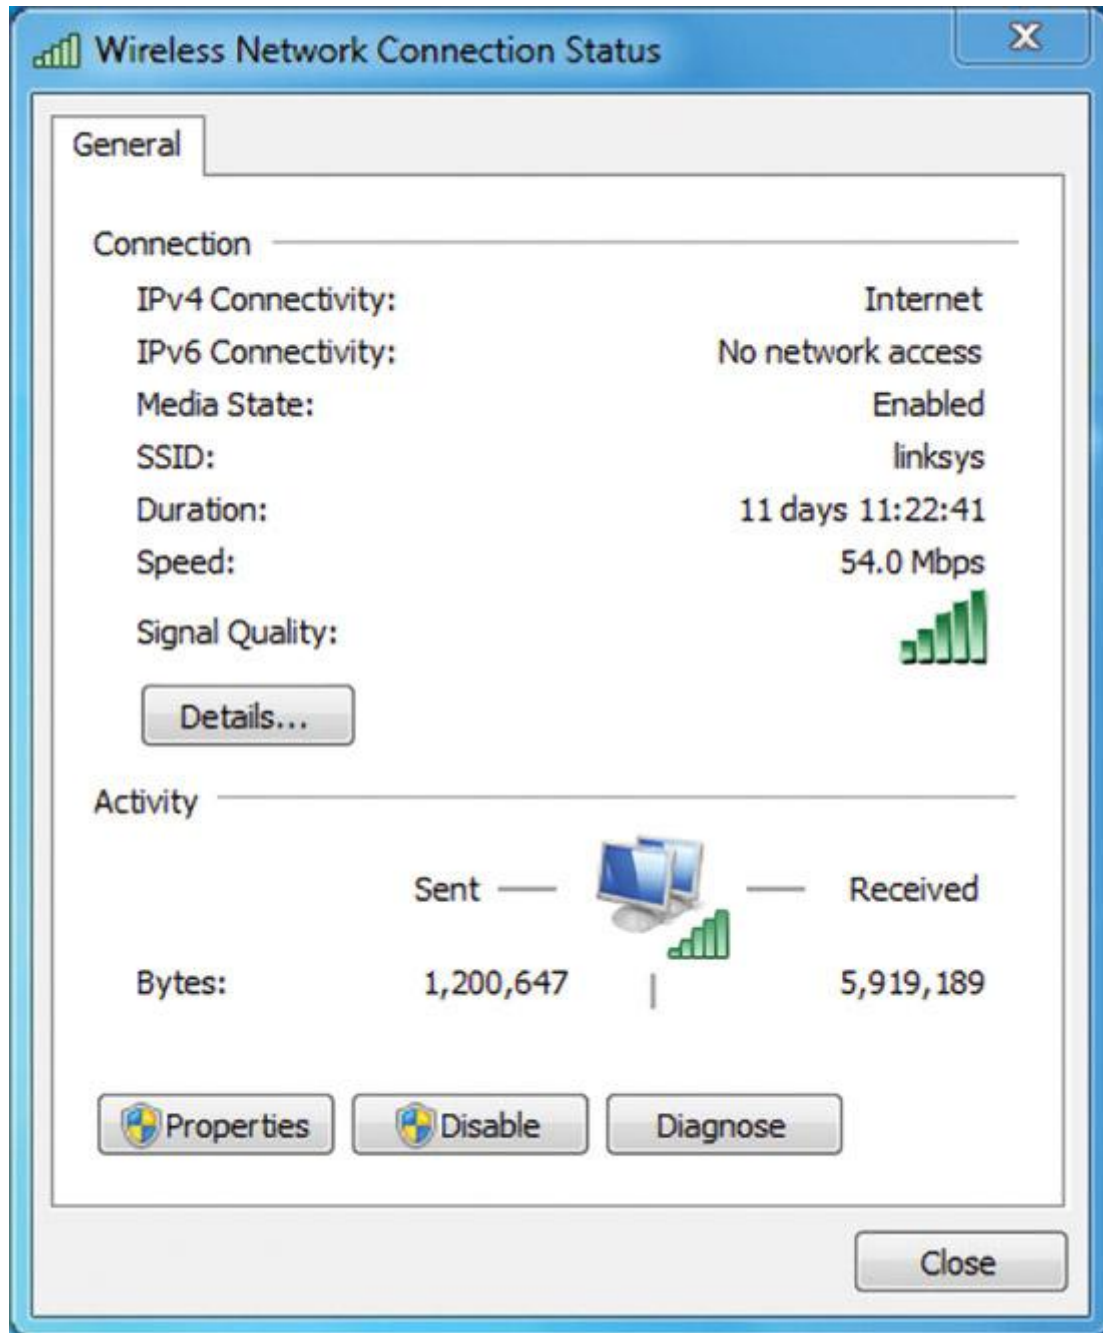 Wireless Network Connection Status
General
Connection
IPv4 Connectivity: Internet
IPv6 Connectivity: No network access
Media State: Enabled
SSID: linksys
Duration: 11 days 11:22:41
Speed: 54.0 Mbps
Signal Quality:
Details...
Activity
Sent Received
Bytes: 1,200,647 5,919,189
Properties Disable Diagnose
Close